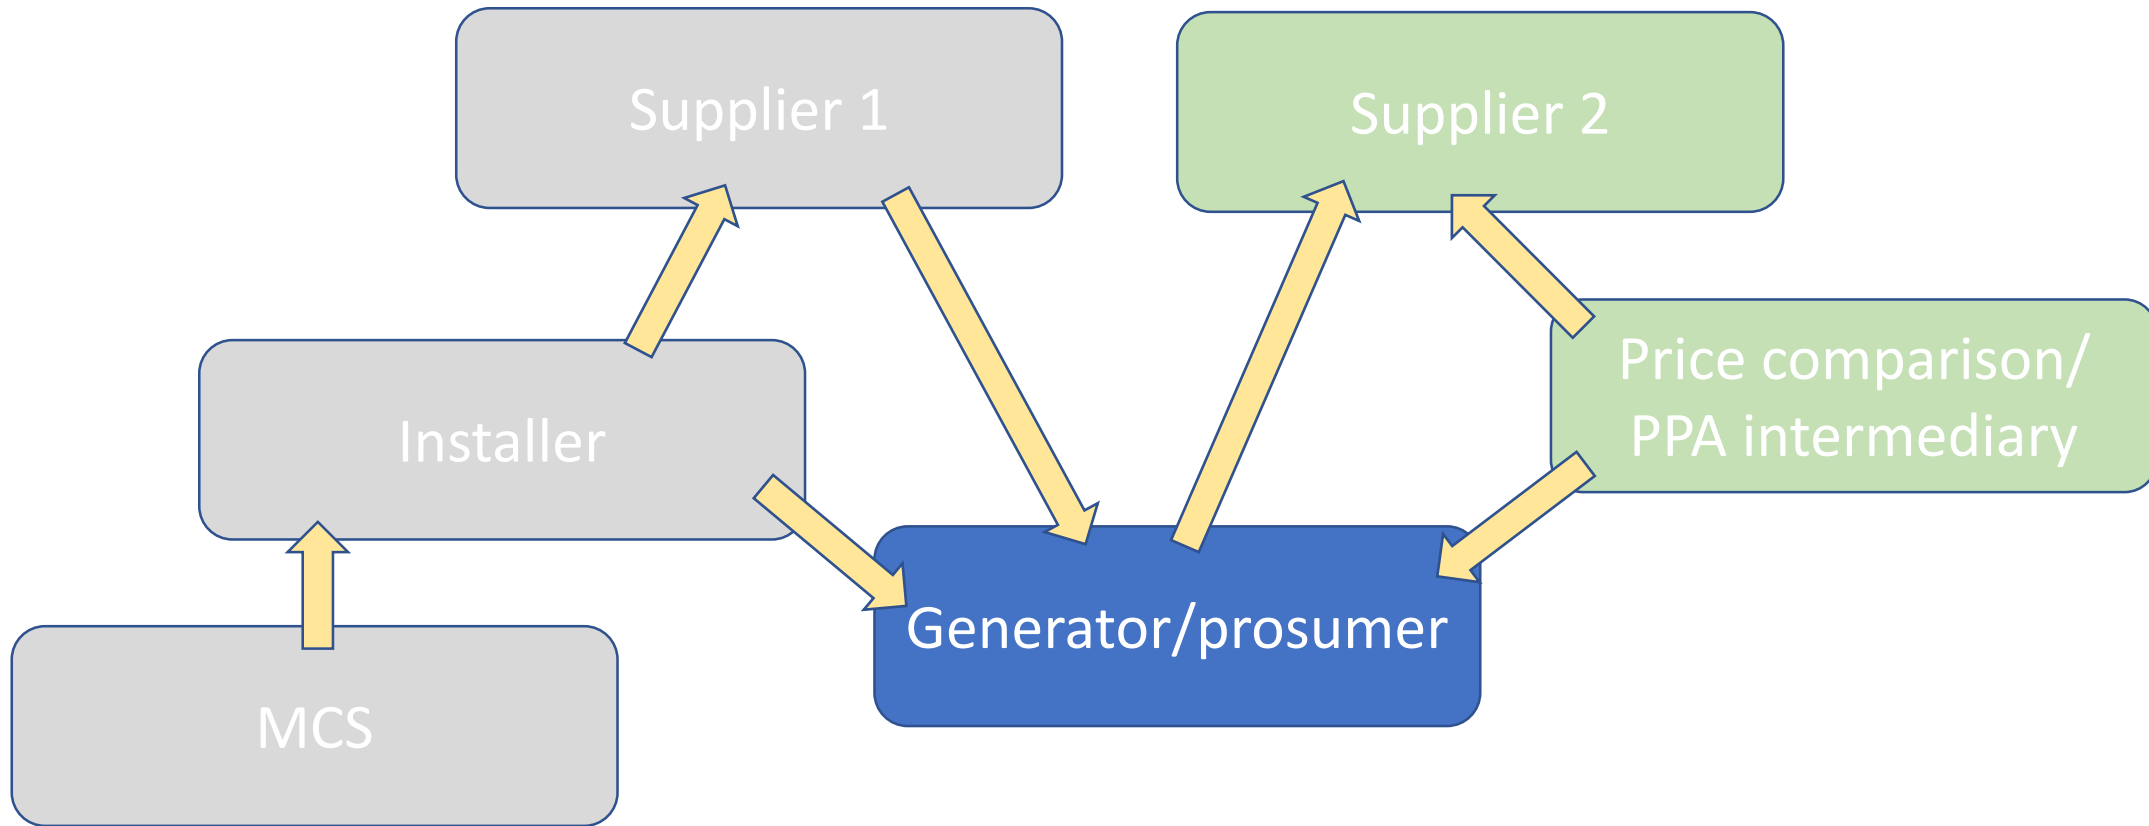 Supplier 1
Supplier 2
Price comparison/
PPA intermediary
Installer
Generator/prosumer
MCS